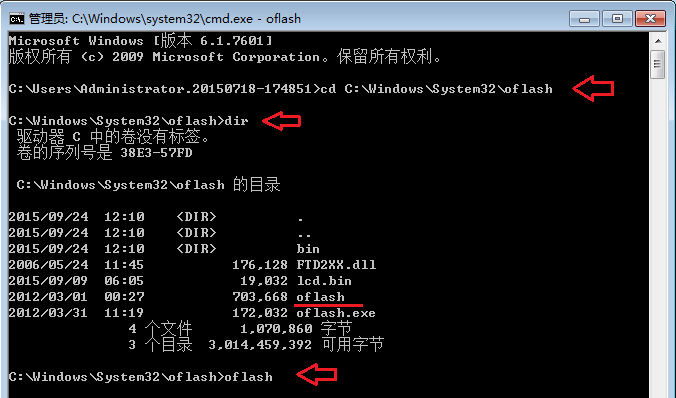 管理员: C:\Windows\system32\cmd.exe - oflash
Microsoft Windows [版本 6.1.7601]
版权所有 (c) 2009 Microsoft Corporation。保留所有权利。
C:\Users\Administrator.20150718-174851>cd C:\Windows\System32\oflash
C:\Windows\System32\oflash>dir
驱动器 C 中的卷没有标签。
卷的序列号是 38E3-57FD
C:\Windows\System32\oflash 的目录
2015/09/24  12:10    <DIR>          .
2015/09/24  12:10    <DIR>          ..
2015/09/24  12:10    <DIR>          bin
2006/05/24  11:45           176,128 FTD2XX.dll
2015/09/09  06:05            19,032 lcd.bin
2012/03/01  00:27           703,668 oflash
2012/03/31  11:19           172,032 oflash.exe
4 个文件      1,070,860 字节
3 个目录  3,014,459,392 可用字节
C:\Windows\System32\oflash>oflash